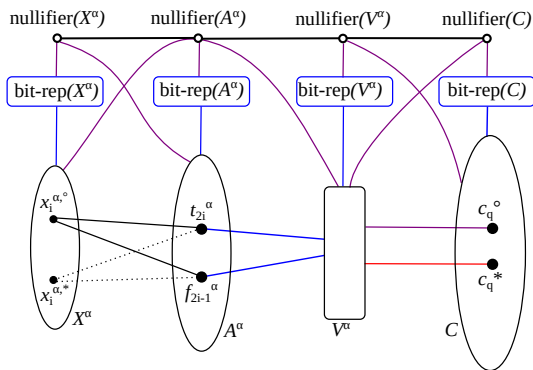 nullifier(X^α) nullifier(A^α) nullifier(V^α) nullifier(C)
bit-rep(X^α) bit-rep(A^α) bit-rep(V^α) bit-rep(C)
x_i^{α,°} t_{2i}^α c_q^°
x_i^{α,*} f_{2i-1}^α c_q^*
X^α A^α V^α C